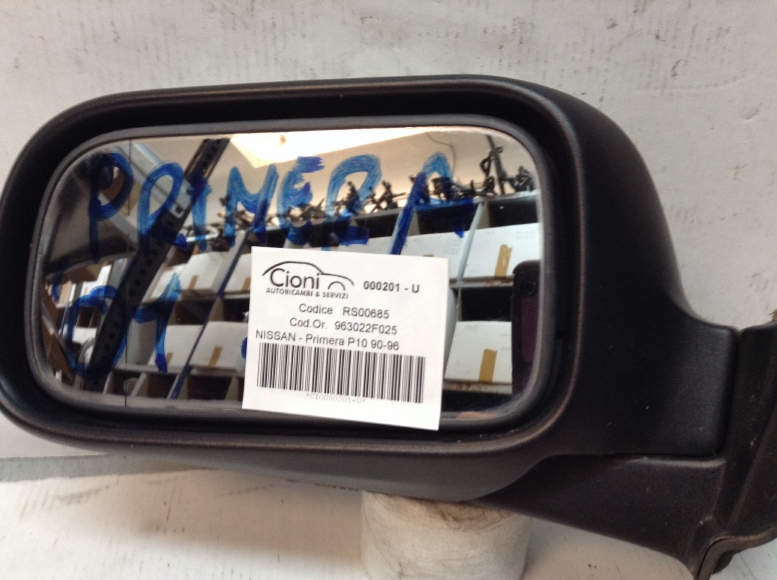 PRIMERA
Cioni
AUTORICAMBI & SERVIZI
000201 - U
Codice RS00685
Cod.Or. 963022F025
NISSAN - Primera P10 90-96